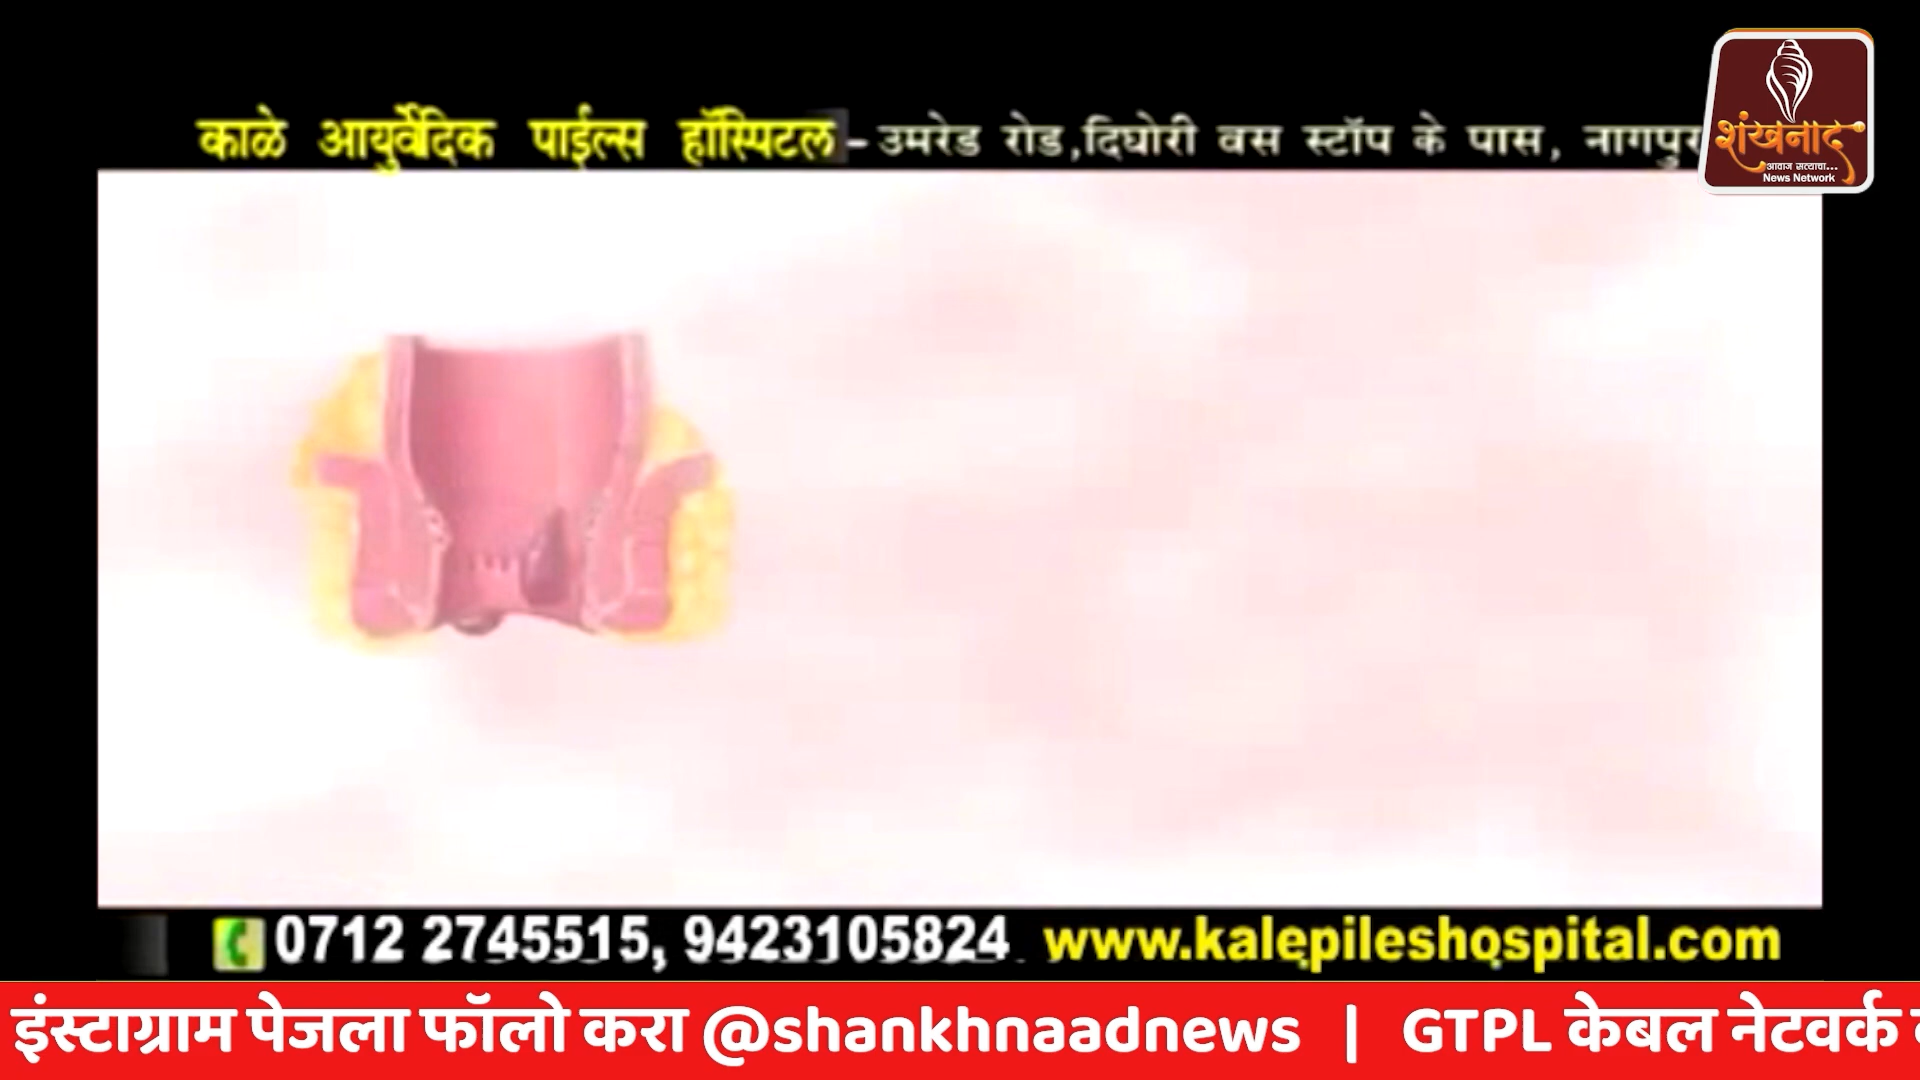 काळे आयुर्वेदिक पाईल्स हॉस्पिटल - उमरेड रोड,दिघोरी वस स्टॉप के पास, नागपुर
शंखनाद
आवाज सत्याचा...
News Network
0712 2745515, 9423105824 www.kalepileshospital.com
इंस्टाग्राम पेजला फॉलो करा @shankhnaadnews | GTPL केबल नेटवर्क